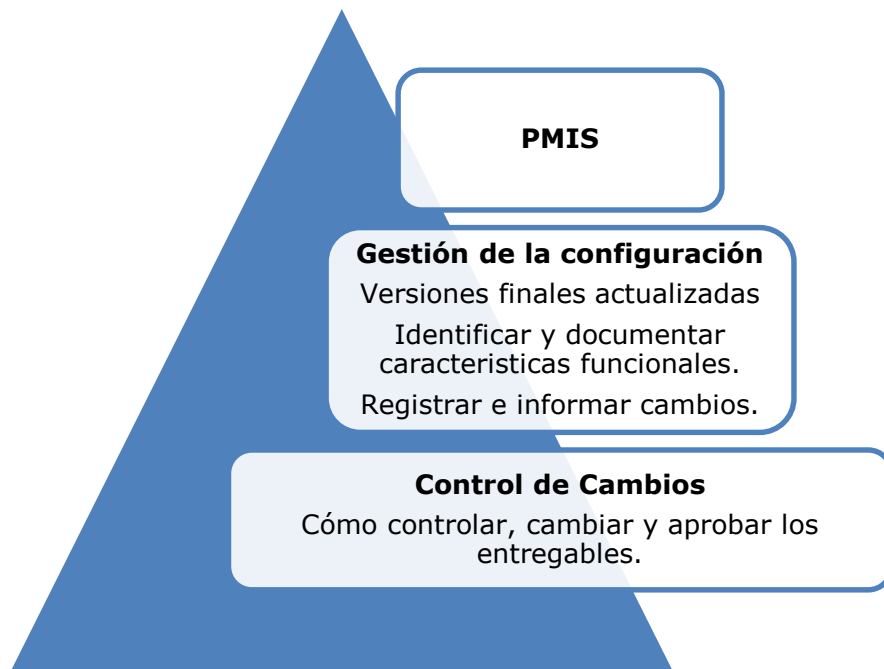 PMIS
Gestión de la configuración
Versiones finales actualizadas
Identificar y documentar
caracteristicas funcionales.
Registrar e informar cambios.
Control de Cambios
Cómo controlar, cambiar y aprobar los
entregables.